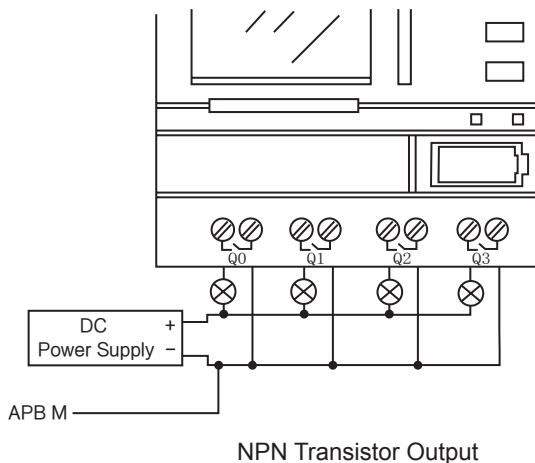 Q0 Q1 Q2 Q3
DC +
Power Supply −
APB M
NPN Transistor Output